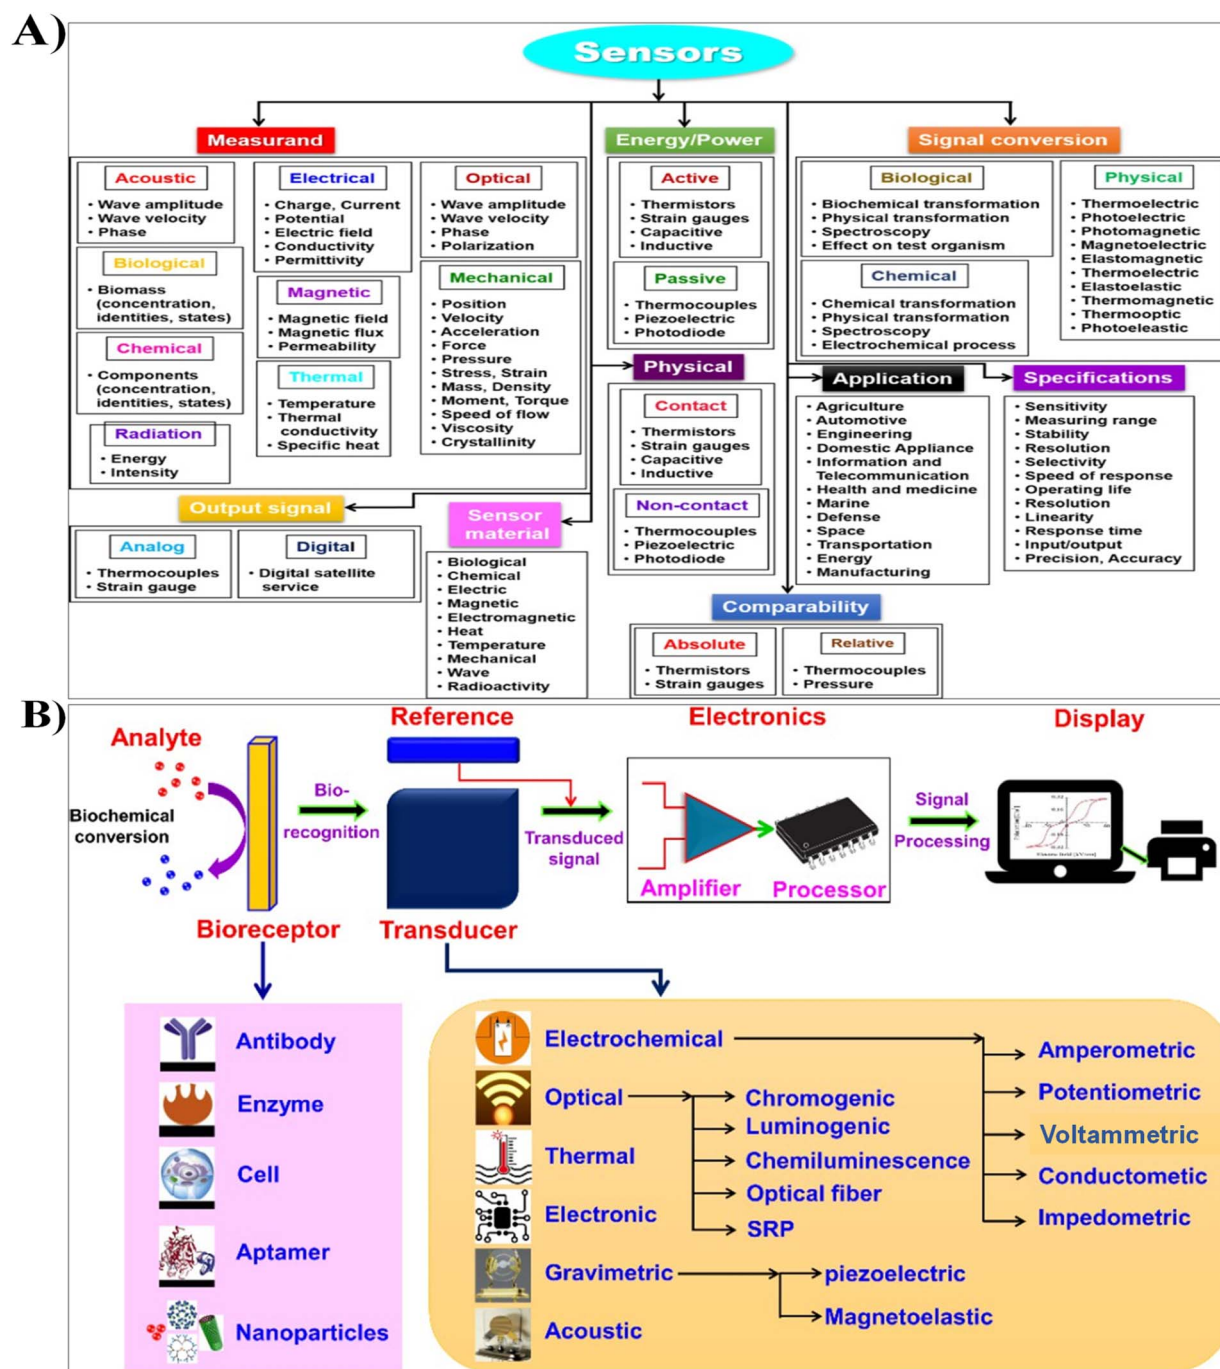 A)
Sensors
Measurand
Acoustic
• Wave amplitude
• Wave velocity
• Phase
Biological
• Biomass
(concentration,
identities, states)
Chemical
• Components
(concentration,
identities, states)
Radiation
• Energy
• Intensity
Electrical
• Charge, Current
• Potential
• Electric field
• Conductivity
• Permittivity
Magnetic
• Magnetic field
• Magnetic flux
• Permeability
Thermal
• Temperature
• Thermal
conductivity
• Specific heat
Optical
• Wave amplitude
• Wave velocity
• Phase
• Polarization
Mechanical
• Position
• Velocity
• Acceleration
• Force
• Pressure
• Stress, Strain
• Mass, Density
• Moment, Torque
• Speed of flow
• Viscosity
• Crystallinity
Energy/Power
Active
• Thermistors
• Strain gauges
• Capacitive
• Inductive
Passive
• Thermocouples
• Piezoelectric
• Photodiode
Signal conversion
Biological
• Biochemical transformation
• Physical transformation
• Spectroscopy
• Effect on test organism
Chemical
• Chemical transformation
• Physical transformation
• Spectroscopy
• Electrochemical process
Physical
• Thermoelectric
• Photoelectric
• Photomagnetic
• Magnetoelectric
• Elastomagnetic
• Thermoelectric
• Elastoelastic
• Thermomagnetic
• Thermooptic
• Photoeleastic
Physical
Contact
• Thermistors
• Strain gauges
• Capacitive
• Inductive
Non-contact
• Thermocouples
• Piezoelectric
• Photodiode
Application
• Agriculture
• Automotive
• Engineering
• Domestic Appliance
• Information and
Telecommunication
• Health and medicine
• Marine
• Defense
• Space
• Transportation
• Energy
• Manufacturing
Specifications
• Sensitivity
• Measuring range
• Stability
• Resolution
• Selectivity
• Speed of response
• Operating life
• Resolution
• Linearity
• Response time
• Input/output
• Precision, Accuracy
Output signal
Analog
• Thermocouples
• Strain gauge
Digital
• Digital satellite
service
Sensor
material
• Biological
• Chemical
• Electric
• Magnetic
• Electromagnetic
• Heat
• Temperature
• Mechanical
• Wave
• Radioactivity
Comparability
Absolute
• Thermistors
• Strain gauges
Relative
• Thermocouples
• Pressure
B)
Analyte
Biochemical
conversion
Bioreceptor
Bio-
recognition
Reference
Transducer
Transduced
signal
Electronics
Amplifier
Processor
Signal
Processing
Display
Antibody
Enzyme
Cell
Aptamer
Nanoparticles
Electrochemical
Optical
Thermal
Electronic
Gravimetric
Acoustic
Chromogenic
Luminogenic
Chemiluminescence
Optical fiber
SRP
piezoelectric
Magnetoelastic
Amperometric
Potentiometric
Voltammetric
Conductometic
Impedometric